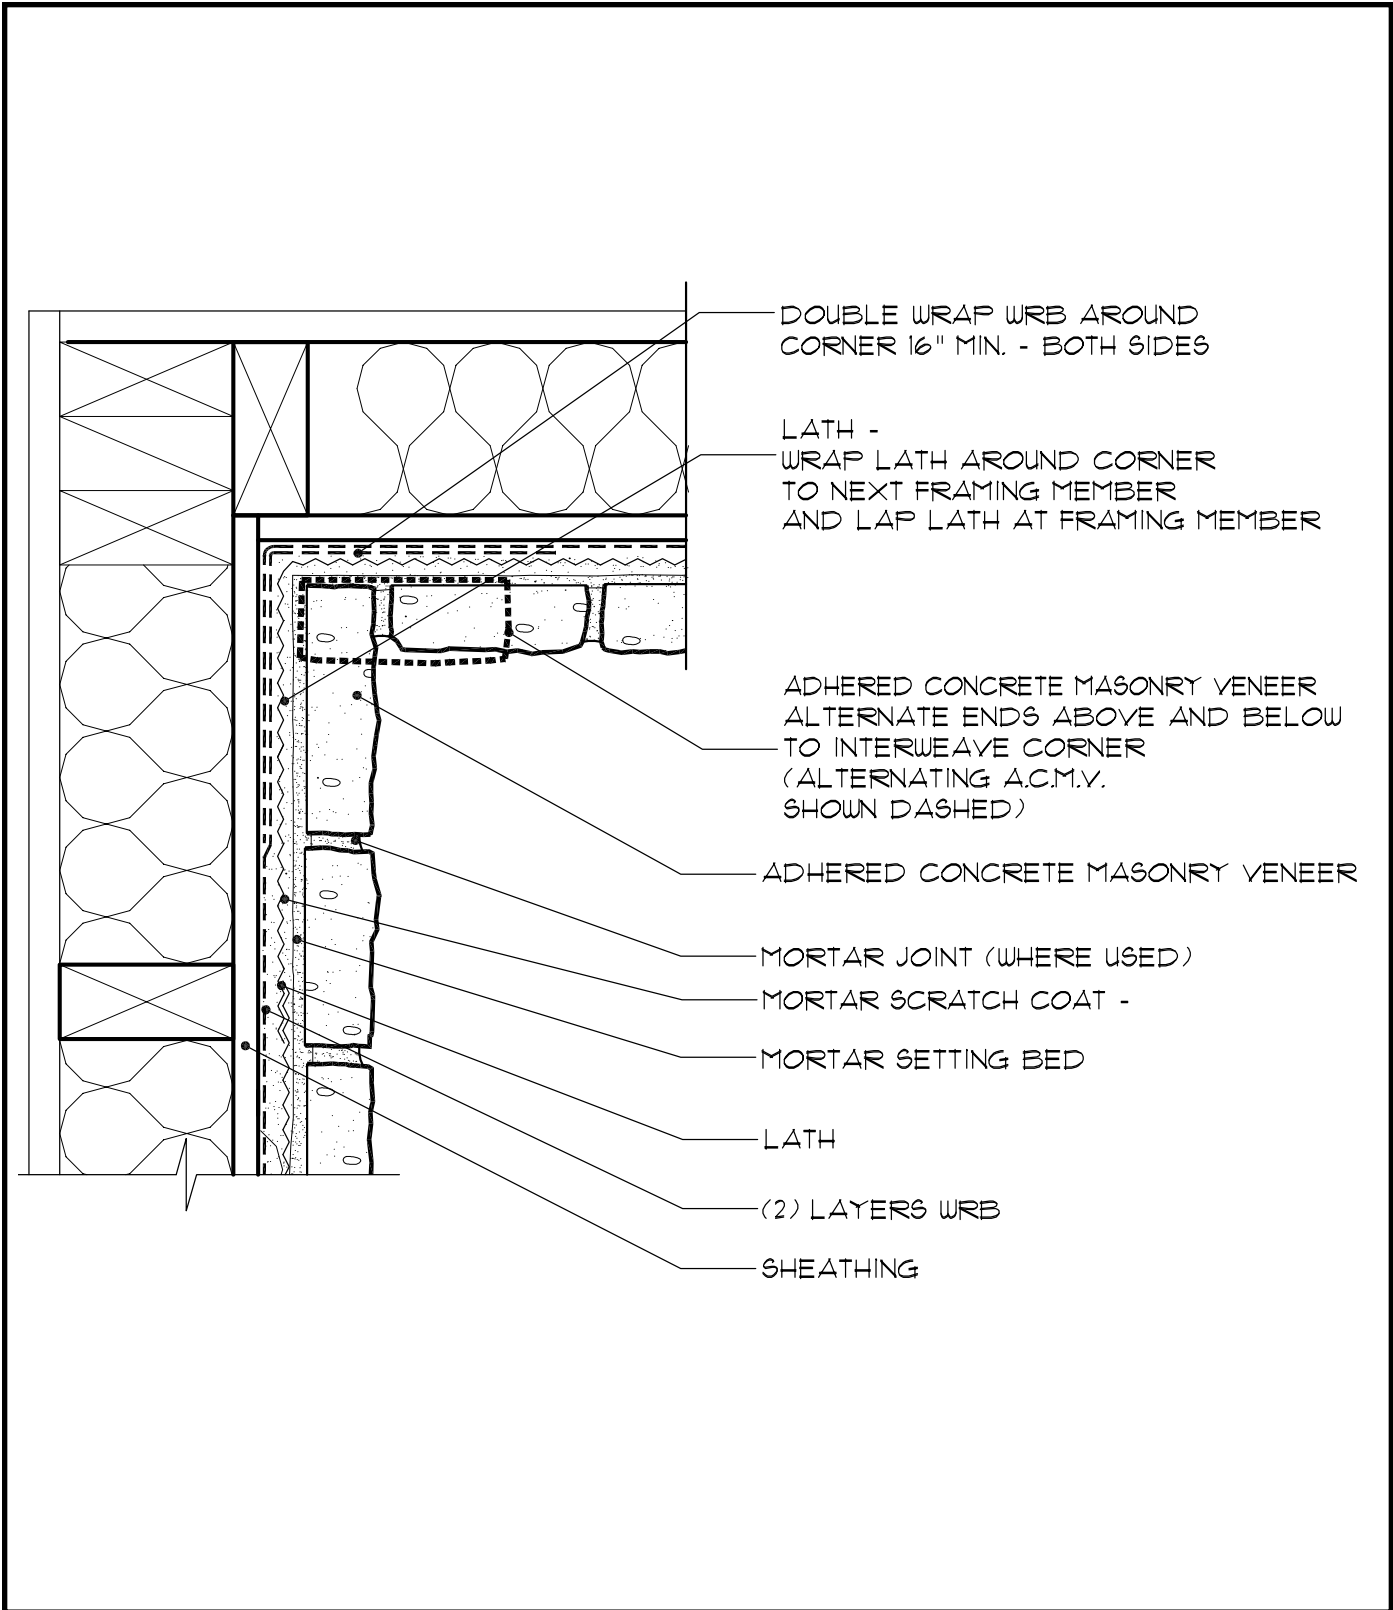 DOUBLE WRAP WRB AROUND
CORNER 16" MIN. - BOTH SIDES
LATH -
WRAP LATH AROUND CORNER
TO NEXT FRAMING MEMBER
AND LAP LATH AT FRAMING MEMBER
ADHERED CONCRETE MASONRY VENEER
ALTERNATE ENDS ABOVE AND BELOW
TO INTERWEAVE CORNER
(ALTERNATING A.C.M.V.
SHOWN DASHED)
ADHERED CONCRETE MASONRY VENEER
MORTAR JOINT (WHERE USED)
MORTAR SCRATCH COAT -
MORTAR SETTING BED
LATH
(2) LAYERS WRB
SHEATHING